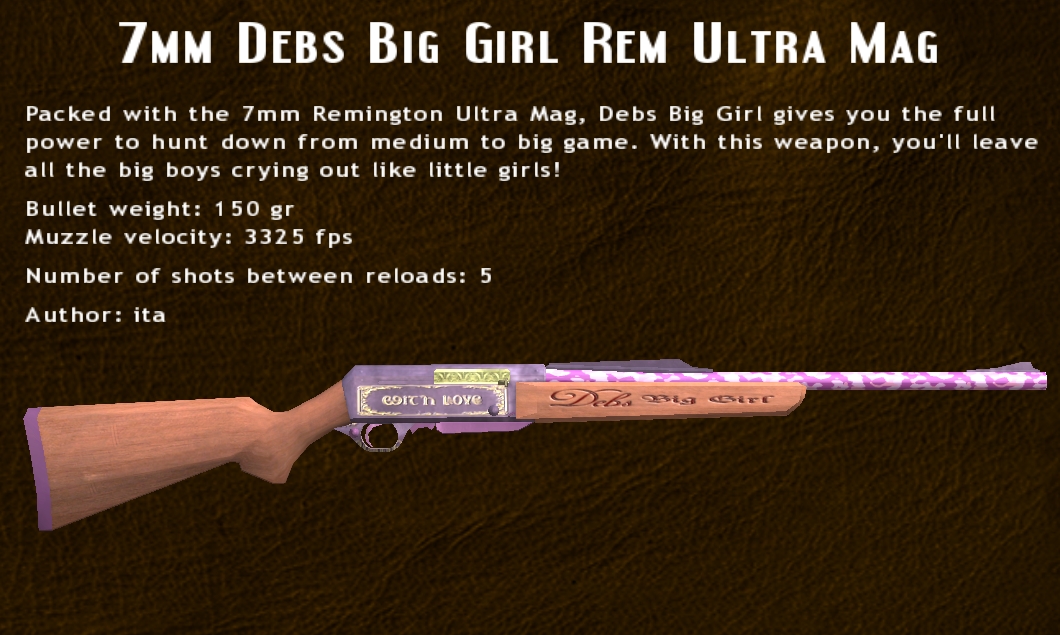 7mm Debs Big Girl Rem Ultra Mag
Packed with the 7mm Remington Ultra Mag, Debs Big Girl gives you the full
power to hunt down from medium to big game. With this weapon, you'll leave
all the big boys crying out like little girls!
Bullet weight: 150 gr
Muzzle velocity: 3325 fps
Number of shots between reloads: 5
Author: ita
With Love
Debs Big Girl